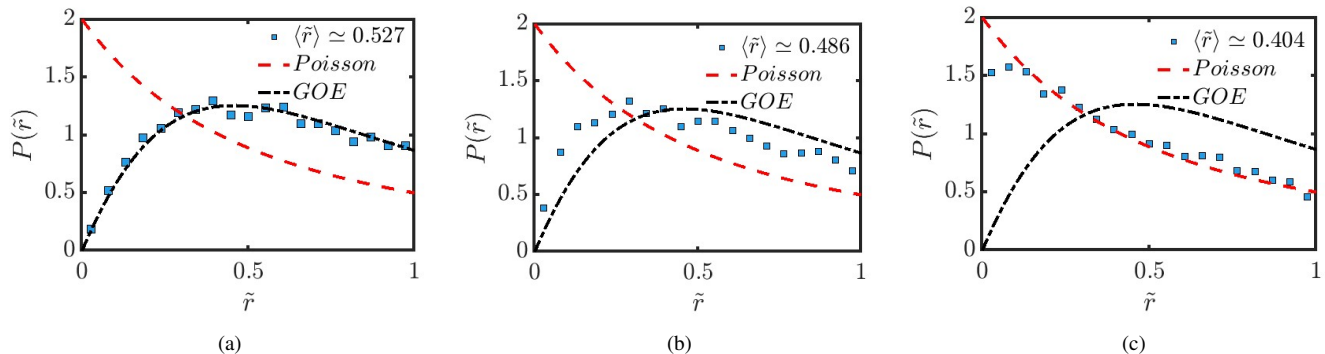 2
1.5
1
0.5
0
P(r̃)
⟨r̃⟩ ≃ 0.527
Poisson
GOE
0 0.5 1
r̃
(a)
2
1.5
1
0.5
0
P(r̃)
⟨r̃⟩ ≃ 0.486
Poisson
GOE
0 0.5 1
r̃
(b)
2
1.5
1
0.5
0
P(r̃)
⟨r̃⟩ ≃ 0.404
Poisson
GOE
0 0.5 1
r̃
(c)